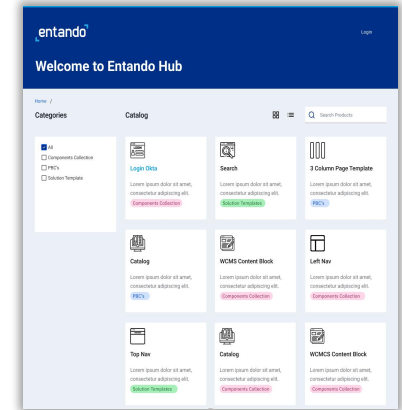 entando
Login
Welcome to Entando Hub
Home /
Categories
Catalog
Search Products
All
Components Collection
PBC's
Solution Template
Login Okta
Lorem ipsum dolor sit amet,
consectetur adipiscing elit.
Components Collection
Search
Lorem ipsum dolor sit amet,
consectetur adipiscing elit.
Solution Templates
3 Column Page Template
Lorem ipsum dolor sit amet,
consectetur adipiscing elit.
PBC's
Catalog
Lorem ipsum dolor sit amet,
consectetur adipiscing elit.
PBC's
WCMS Content Block
Lorem ipsum dolor sit amet,
consectetur adipiscing elit.
Components Collection
Left Nav
Lorem ipsum dolor sit amet,
consectetur adipiscing elit.
Components Collection
Top Nav
Lorem ipsum dolor sit amet,
consectetur adipiscing elit.
Solution Templates
Catalog
Lorem ipsum dolor sit amet,
consectetur adipiscing elit.
Components Collection
WCMCS Content Block
Lorem ipsum dolor sit amet,
consectetur adipiscing elit.
Components Collection